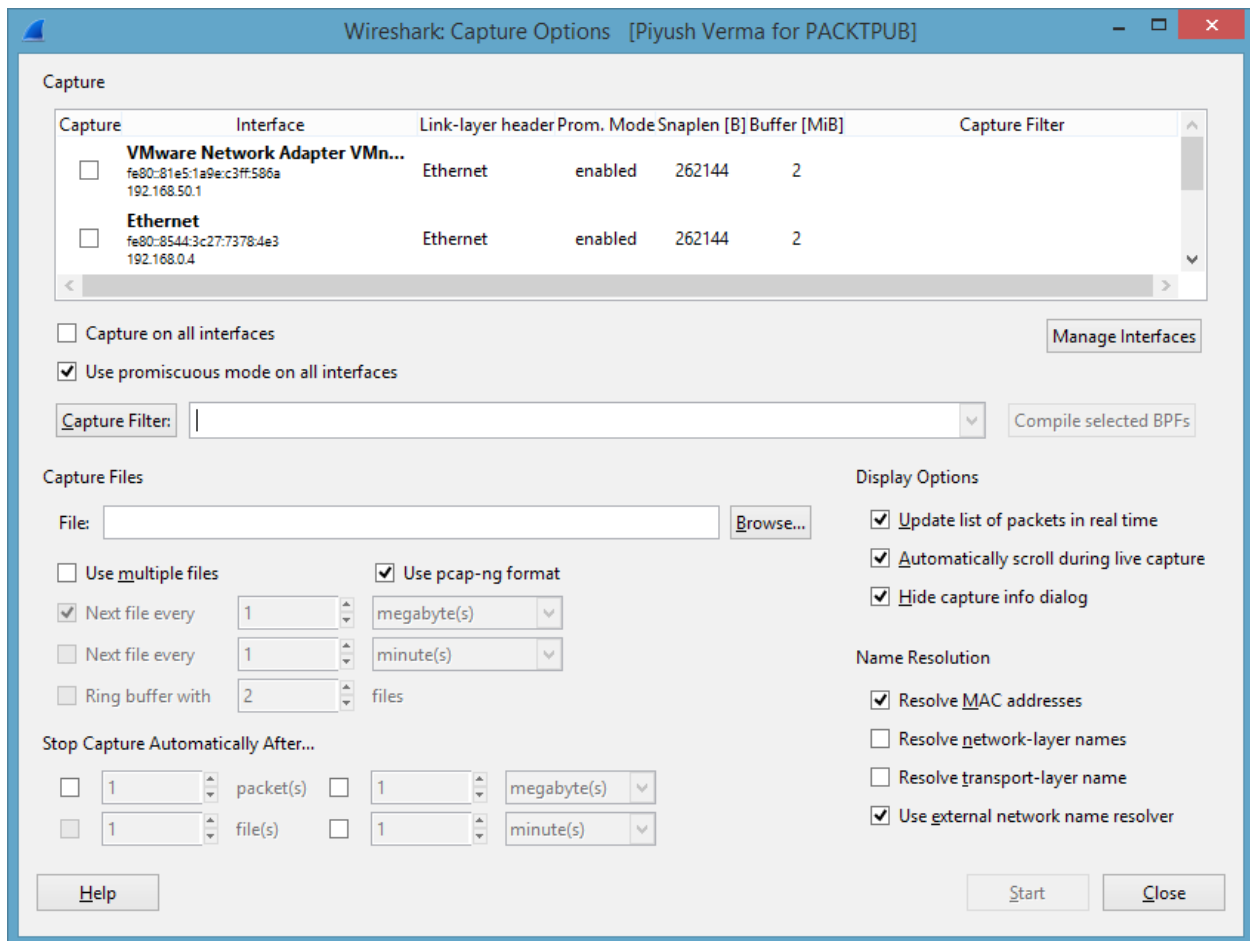 Wireshark: Capture Options [Piyush Verma for PACKTPUB]
Capture
Capture Interface Link-layer header Prom. Mode Snaplen [B] Buffer [MiB] Capture Filter
VMware Network Adapter VMn...
fe80::81e5:1a9e:c3ff:586a
192.168.50.1
Ethernet enabled 262144 2
Ethernet
fe80::8544:3c27:7378:4e3
192.168.0.4
Ethernet enabled 262144 2
Capture on all interfaces
Manage Interfaces
Use promiscuous mode on all interfaces
Capture Filter:
Compile selected BPFs
Capture Files
File:
Browse...
Use multiple files
Use pcap-ng format
Next file every 1 megabyte(s)
Next file every 1 minute(s)
Ring buffer with 2 files
Stop Capture Automatically After...
1 packet(s) 1 megabyte(s)
1 file(s) 1 minute(s)
Display Options
Update list of packets in real time
Automatically scroll during live capture
Hide capture info dialog
Name Resolution
Resolve MAC addresses
Resolve network-layer names
Resolve transport-layer name
Use external network name resolver
Help
Start
Close